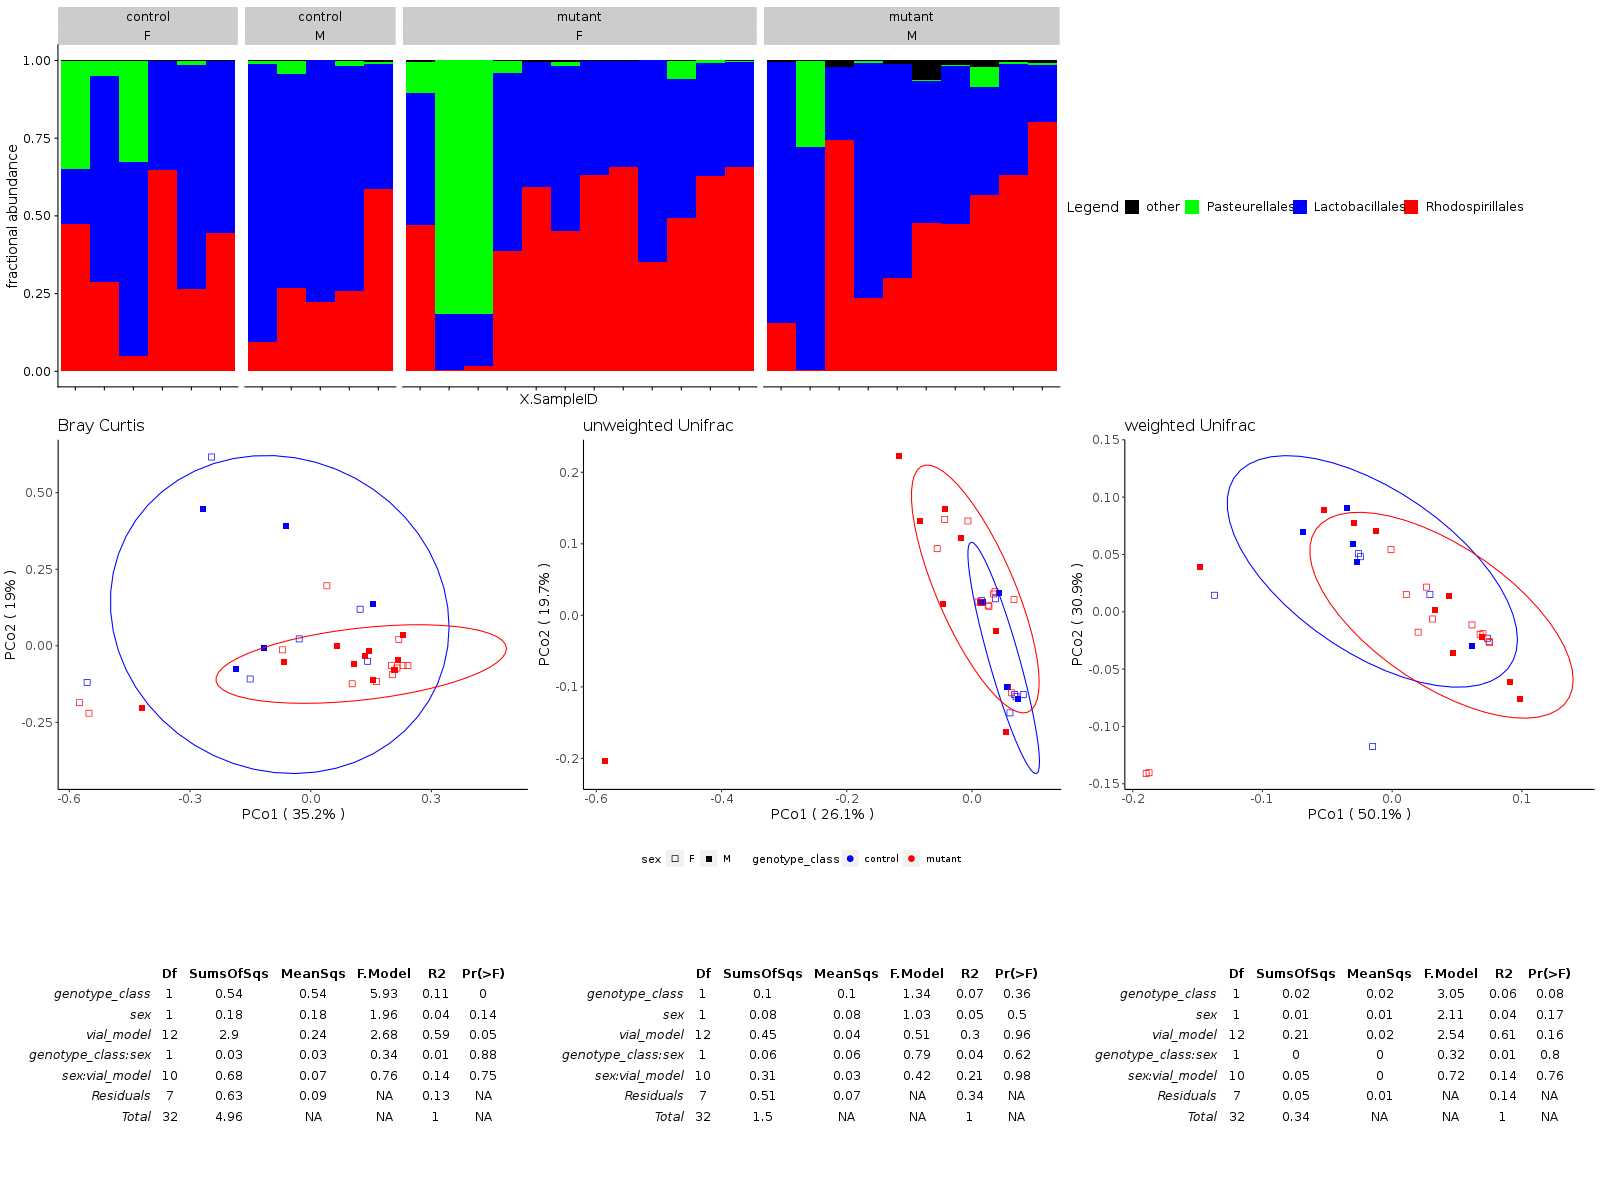 control control mutant mutant
F M F M
1.00
0.75
0.50
0.25
0.00
fractional abundance
X.SampleID
Legend other Pasteurellales Lactobacillales Rhodospirillales
Bray Curtis
0.50
0.25
0.00
-0.25
PCo2 ( 19% )
-0.6 -0.3 0.0 0.3
PCo1 ( 35.2% )
unweighted Unifrac
0.2
0.1
0.0
-0.1
-0.2
PCo2 ( 19.7% )
-0.6 -0.4 -0.2 0.0
PCo1 ( 26.1% )
weighted Unifrac
0.15
0.10
0.05
0.00
-0.05
-0.10
-0.15
PCo2 ( 30.9% )
-0.2 -0.1 0.0 0.1
PCo1 ( 50.1% )
sex F M genotype_class control mutant
Df SumsOfSqs MeanSqs F.Model R2 Pr(>F)
genotype_class 1 0.54 0.54 5.93 0.11 0
sex 1 0.18 0.18 1.96 0.04 0.14
vial_model 12 2.9 0.24 2.68 0.59 0.05
genotype_class:sex 1 0.03 0.03 0.34 0.01 0.88
sex:vial_model 10 0.68 0.07 0.76 0.14 0.75
Residuals 7 0.63 0.09 NA 0.13 NA
Total 32 4.96 NA NA 1 NA
Df SumsOfSqs MeanSqs F.Model R2 Pr(>F)
genotype_class 1 0.1 0.1 1.34 0.07 0.36
sex 1 0.08 0.08 1.03 0.05 0.5
vial_model 12 0.45 0.04 0.51 0.3 0.96
genotype_class:sex 1 0.06 0.06 0.79 0.04 0.62
sex:vial_model 10 0.31 0.03 0.42 0.21 0.98
Residuals 7 0.51 0.07 NA 0.34 NA
Total 32 1.5 NA NA 1 NA
Df SumsOfSqs MeanSqs F.Model R2 Pr(>F)
genotype_class 1 0.02 0.02 3.05 0.06 0.08
sex 1 0.01 0.01 2.11 0.04 0.17
vial_model 12 0.21 0.02 2.54 0.61 0.16
genotype_class:sex 1 0 0 0.32 0.01 0.8
sex:vial_model 10 0.05 0 0.72 0.14 0.76
Residuals 7 0.05 0.01 NA 0.14 NA
Total 32 0.34 NA NA 1 NA